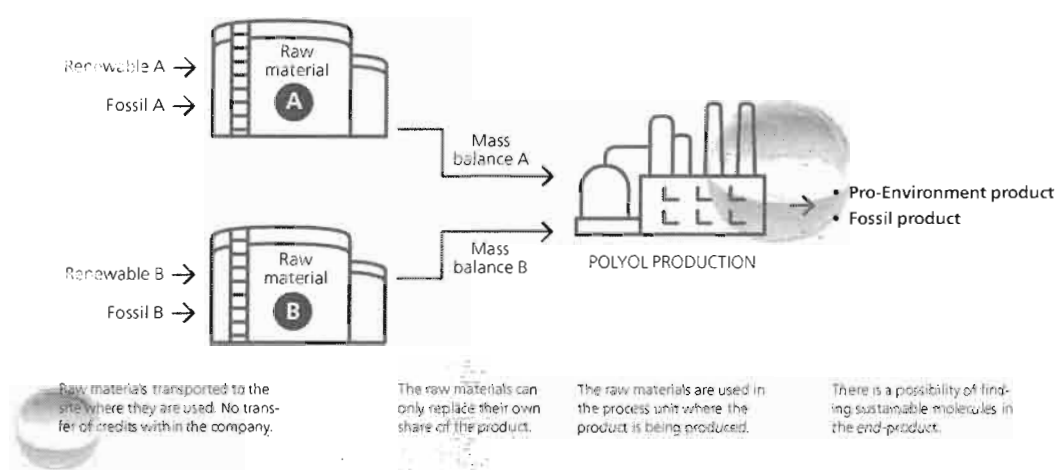 Renewable A
Fossil A
Raw
material
A
Mass
balance A
Renewable B
Fossil B
Raw
material
B
Mass
balance B
POLYOL PRODUCTION
• Pro-Environment product
• Fossil product
Raw materials transported to the
site where they are used. No trans-
fer of credits within the company.
The raw materials can
only replace their own
share of the product.
The raw materials are used in
the process unit where the
product is being produced.
There is a possibility of find-
ing sustainable molecules in
the end-product.